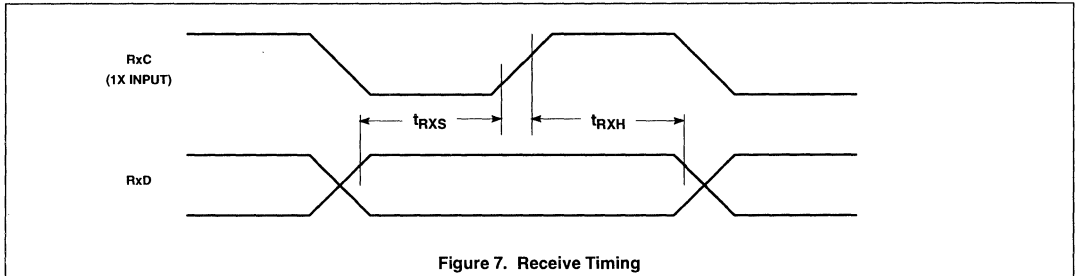 RxC
(1X INPUT)
tRXS
tRXH
RxD
Figure 7. Receive Timing